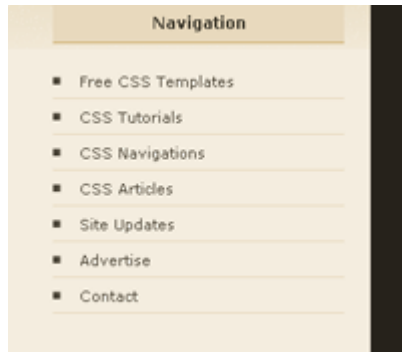 Navigation
Free CSS Templates
CSS Tutorials
CSS Navigations
CSS Articles
Site Updates
Advertise
Contact